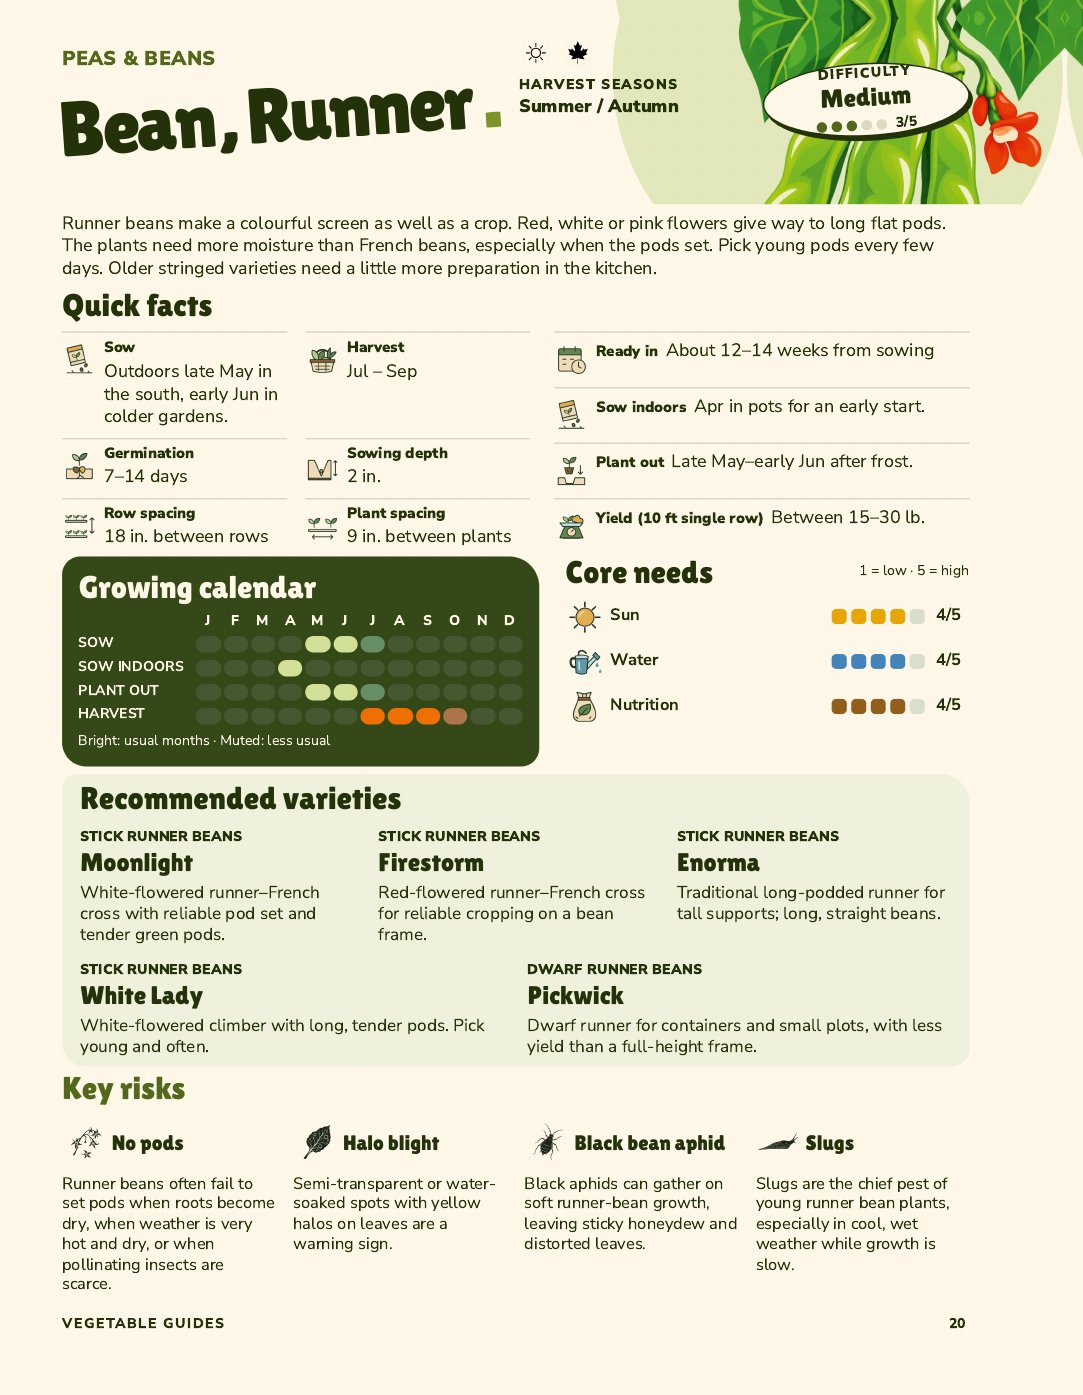 PEAS & BEANS
Bean, Runner.
HARVEST SEASONS
Summer / Autumn
DIFFICULTY
Medium
3/5
Runner beans make a colourful screen as well as a crop. Red, white or pink flowers give way to long flat pods.
The plants need more moisture than French beans, especially when the pods set. Pick young pods every few
days. Older stringed varieties need a little more preparation in the kitchen.
Quick facts
Sow
Outdoors late May in
the south, early Jun in
colder gardens.
Harvest
Jul – Sep
Germination
7–14 days
Sowing depth
2 in.
Row spacing
18 in. between rows
Plant spacing
9 in. between plants
Ready in About 12–14 weeks from sowing
Sow indoors Apr in pots for an early start.
Plant out Late May–early Jun after frost.
Yield (10 ft single row) Between 15–30 lb.
Growing calendar
J F M A M J J A S O N D
SOW
SOW INDOORS
PLANT OUT
HARVEST
Bright: usual months · Muted: less usual
Core needs
1 = low · 5 = high
Sun 4/5
Water 4/5
Nutrition 4/5
Recommended varieties
STICK RUNNER BEANS
Moonlight
White-flowered runner–French
cross with reliable pod set and
tender green pods.
STICK RUNNER BEANS
Firestorm
Red-flowered runner–French cross
for reliable cropping on a bean
frame.
STICK RUNNER BEANS
Enorma
Traditional long-podded runner for
tall supports; long, straight beans.
STICK RUNNER BEANS
White Lady
White-flowered climber with long, tender pods. Pick
young and often.
DWARF RUNNER BEANS
Pickwick
Dwarf runner for containers and small plots, with less
yield than a full-height frame.
Key risks
No pods
Runner beans often fail to
set pods when roots become
dry, when weather is very
hot and dry, or when
pollinating insects are
scarce.
Halo blight
Semi-transparent or water-
soaked spots with yellow
halos on leaves are a
warning sign.
Black bean aphid
Black aphids can gather on
soft runner-bean growth,
leaving sticky honeydew and
distorted leaves.
Slugs
Slugs are the chief pest of
young runner bean plants,
especially in cool, wet
weather while growth is
slow.
VEGETABLE GUIDES
20